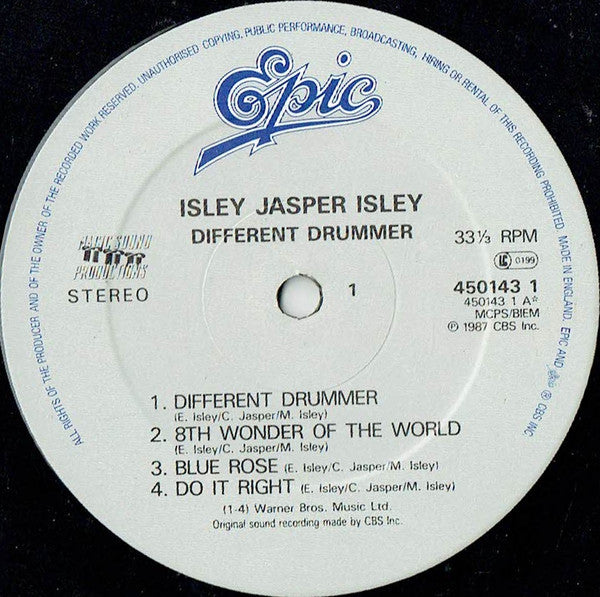 ALL RIGHTS OF THE PRODUCER AND OF THE OWNER OF THE RECORDED WORK RESERVED. UNAUTHORISED COPYING, PUBLIC PERFORMANCE, BROADCASTING, HIRING OR RENTAL OF THIS RECORDING PROHIBITED. MADE IN ENGLAND. EPIC AND Epic ® CBS INC
Epic
ISLEY JASPER ISLEY
DIFFERENT DRUMMER
33⅓ RPM
MAGIC SOUND
PRODUCTIONS
LC 0199
STEREO
1
450143 1
450143 1 A☆
MCPS/BIEM
℗ 1987 CBS Inc.
1. DIFFERENT DRUMMER
(E. Isley/C. Jasper/M. Isley)
2. 8TH WONDER OF THE WORLD
(E. Isley/C. Jasper/M. Isley)
3. BLUE ROSE (E. Isley/C. Jasper/M. Isley)
4. DO IT RIGHT (E. Isley/C. Jasper/M. Isley)
(1-4) Warner Bros. Music Ltd.
Original sound recording made by CBS Inc.